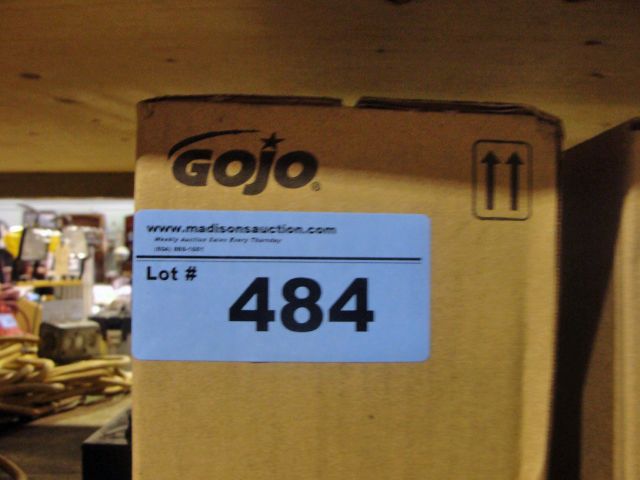 GOJO
www.madisonsauction.com
Weekly Auction Sales Every Thursday
Lot #
484